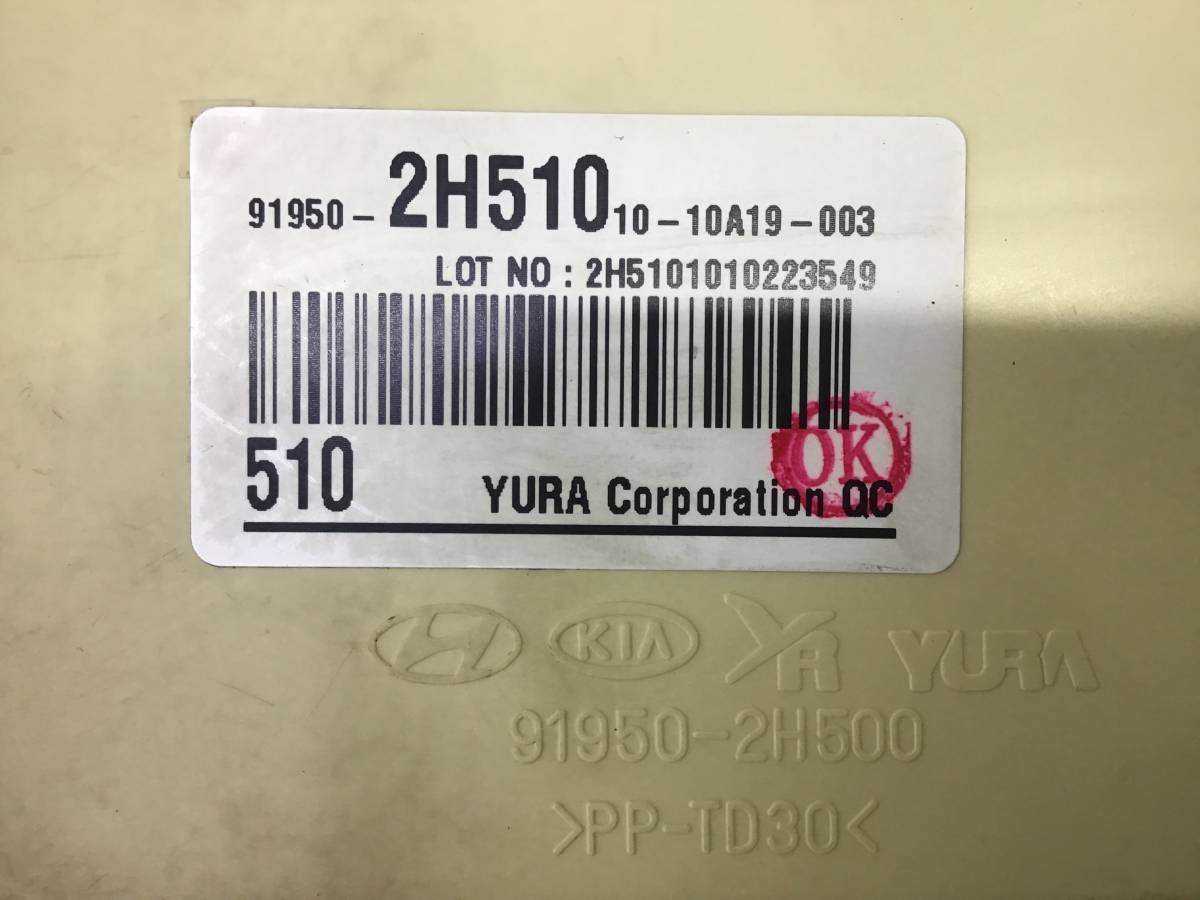 91950- 2H510 10-10A19-003
LOT NO : 2H5101010223549
OK
510 YURA Corporation QC
KIA YR YURA
91950-2H500
>PP-TD30<